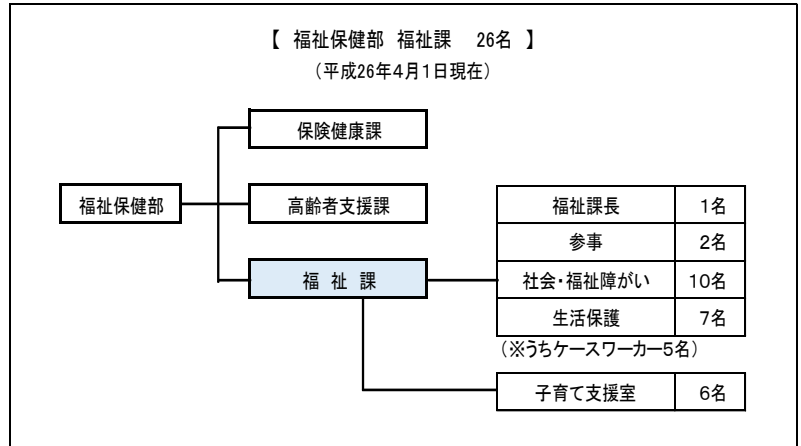 【 福祉保健部 福祉課　26名 】
（平成26年4月1日現在）
保険健康課
福祉保健部
高齢者支援課
福 祉 課
福祉課長 1名
参事 2名
社会・福祉障がい 10名
生活保護 7名
（※うちケースワーカー5名）
子育て支援室 6名